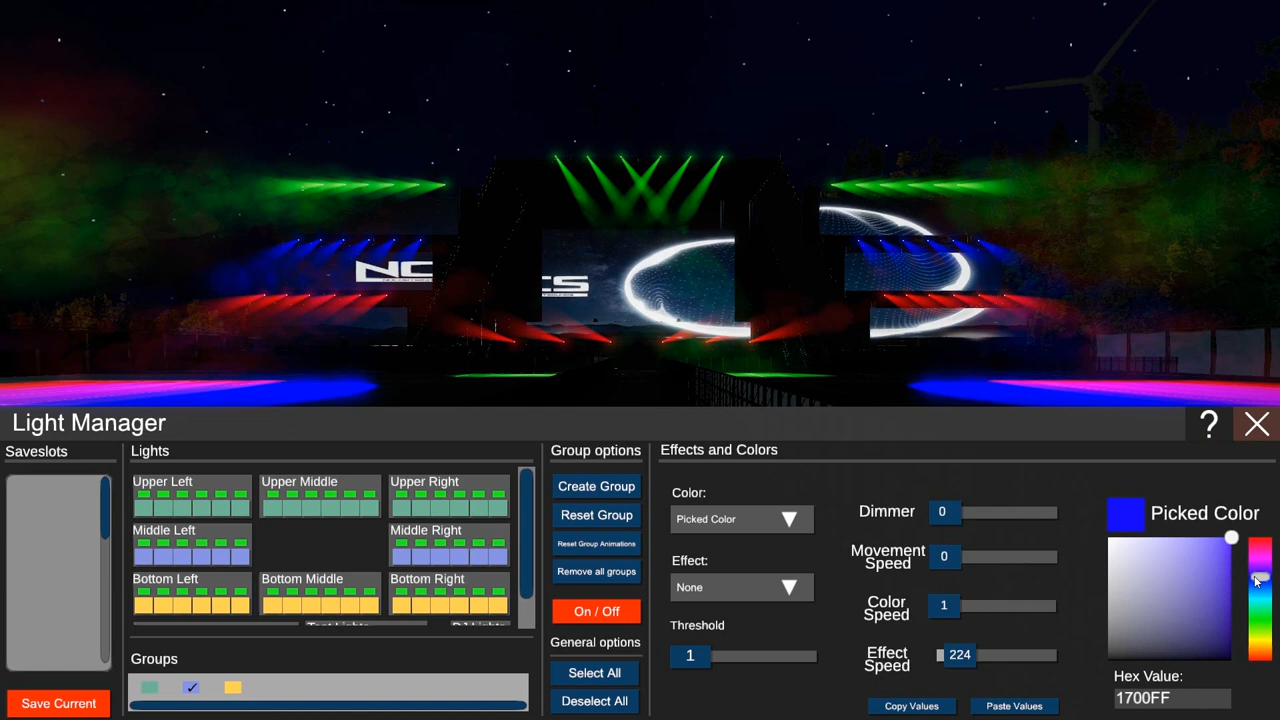 NC
CS
Light Manager
?
Saveslots
Lights
Group options
Effects and Colors
Upper Left
Upper Middle
Upper Right
Middle Left
Middle Right
Bottom Left
Bottom Middle
Bottom Right
Create Group
Reset Group
Reset Group Animations
Remove all groups
On / Off
General options
Select All
Deselect All
Groups
Save Current
Color:
Picked Color
Effect:
None
Threshold
1
Dimmer
0
Movement
Speed
0
Color
Speed
1
Effect
Speed
224
Copy Values
Paste Values
Picked Color
Hex Value:
1700FF